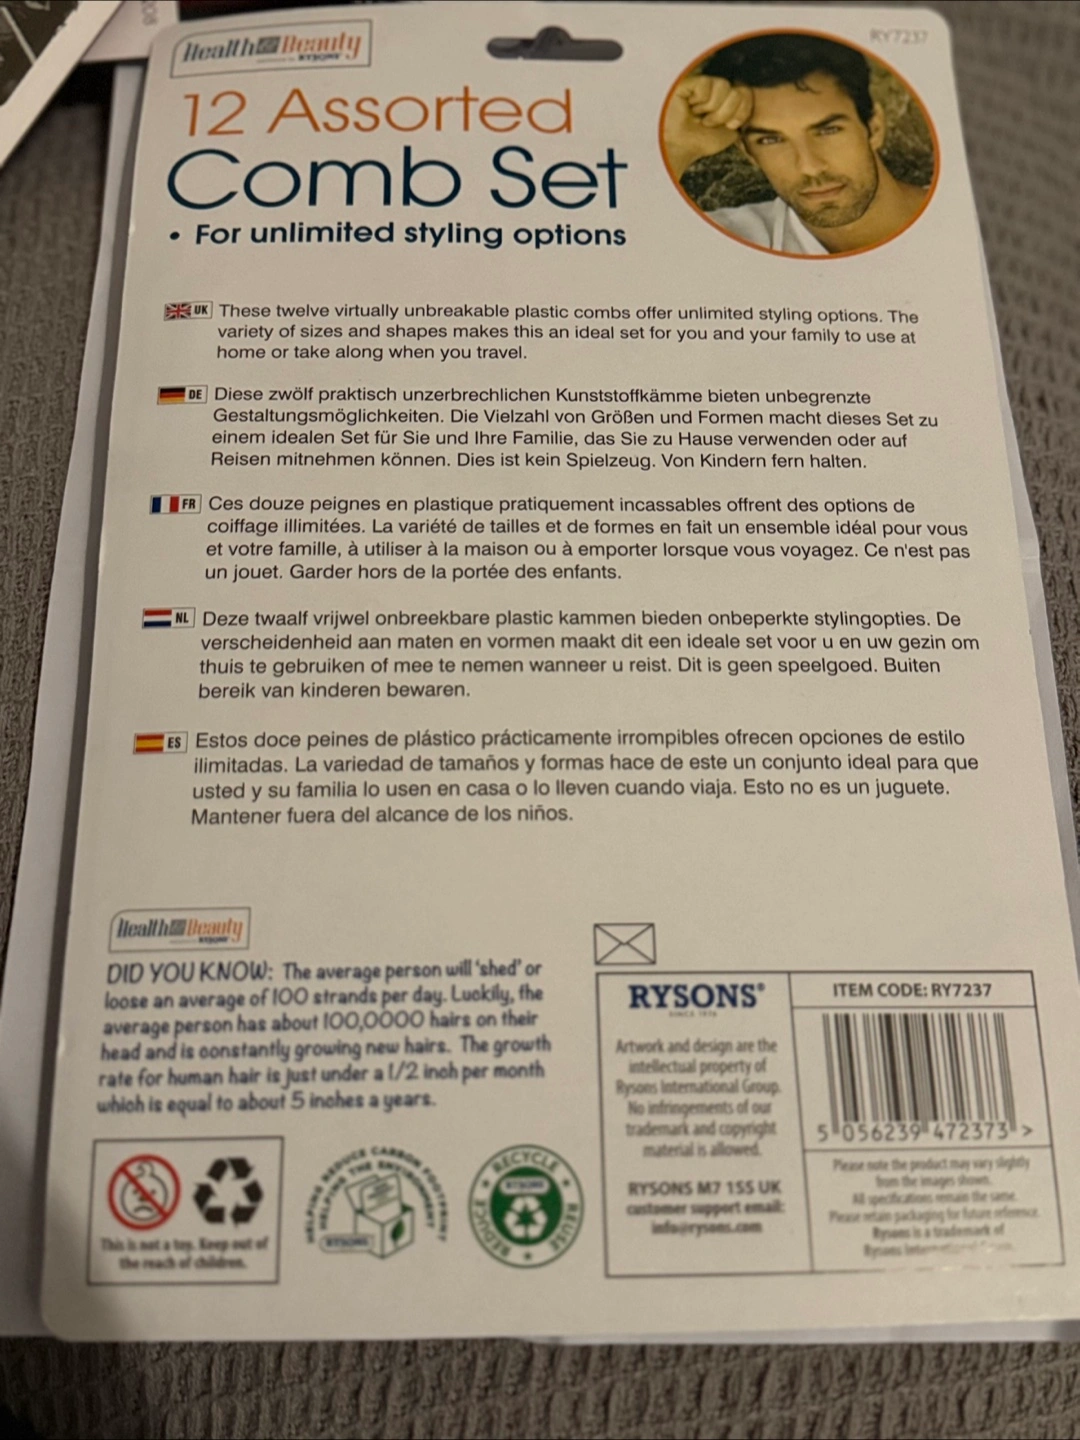 Health & Beauty
BY RYSONS
RY7237
12 Assorted
Comb Set
• For unlimited styling options
UK These twelve virtually unbreakable plastic combs offer unlimited styling options. The
variety of sizes and shapes makes this an ideal set for you and your family to use at
home or take along when you travel.
DE Diese zwölf praktisch unzerbrechlichen Kunststoffkämme bieten unbegrenzte
Gestaltungsmöglichkeiten. Die Vielzahl von Größen und Formen macht dieses Set zu
einem idealen Set für Sie und Ihre Familie, das Sie zu Hause verwenden oder auf
Reisen mitnehmen können. Dies ist kein Spielzeug. Von Kindern fern halten.
FR Ces douze peignes en plastique pratiquement incassables offrent des options de
coiffage illimitées. La variété de tailles et de formes en fait un ensemble idéal pour vous
et votre famille, à utiliser à la maison ou à emporter lorsque vous voyagez. Ce n'est pas
un jouet. Garder hors de la portée des enfants.
NL Deze twaalf vrijwel onbreekbare plastic kammen bieden onbeperkte stylingopties. De
verscheidenheid aan maten en vormen maakt dit een ideale set voor u en uw gezin om
thuis te gebruiken of mee te nemen wanneer u reist. Dit is geen speelgoed. Buiten
bereik van kinderen bewaren.
ES Estos doce peines de plástico prácticamente irrompibles ofrecen opciones de estilo
ilimitadas. La variedad de tamaños y formas hace de este un conjunto ideal para que
usted y su familia lo usen en casa o lo lleven cuando viaja. Esto no es un juguete.
Mantener fuera del alcance de los niños.
Health & Beauty
DID YOU KNOW: The average person will 'shed' or
loose an average of 100 strands per day. Luckily, the
average person has about 100,0000 hairs on their
head and is constantly growing new hairs. The growth
rate for human hair is just under a 1/2 inch per month
which is equal to about 5 inches a years.
This is not a toy. Keep out of
the reach of children.
HELPING REDUCE CARBON FOOTPRINT
HELPING THE ENVIRONMENT
RYSONS
RECYCLE
REDUCE
REUSE
RYSONS
RYSONS®
Artwork and design are the
intellectual property of
Rysons International Group.
No infringements of our
trademark and copyright
material is allowed.
RYSONS M7 1SS UK
customer support email:
info@rysons.com
ITEM CODE: RY7237
5 056239 472373 >
Please note the product may vary slightly
from the images shown.
All specifications remain the same.
Please retain packaging for future reference.
Rysons is a trademark of
Rysons